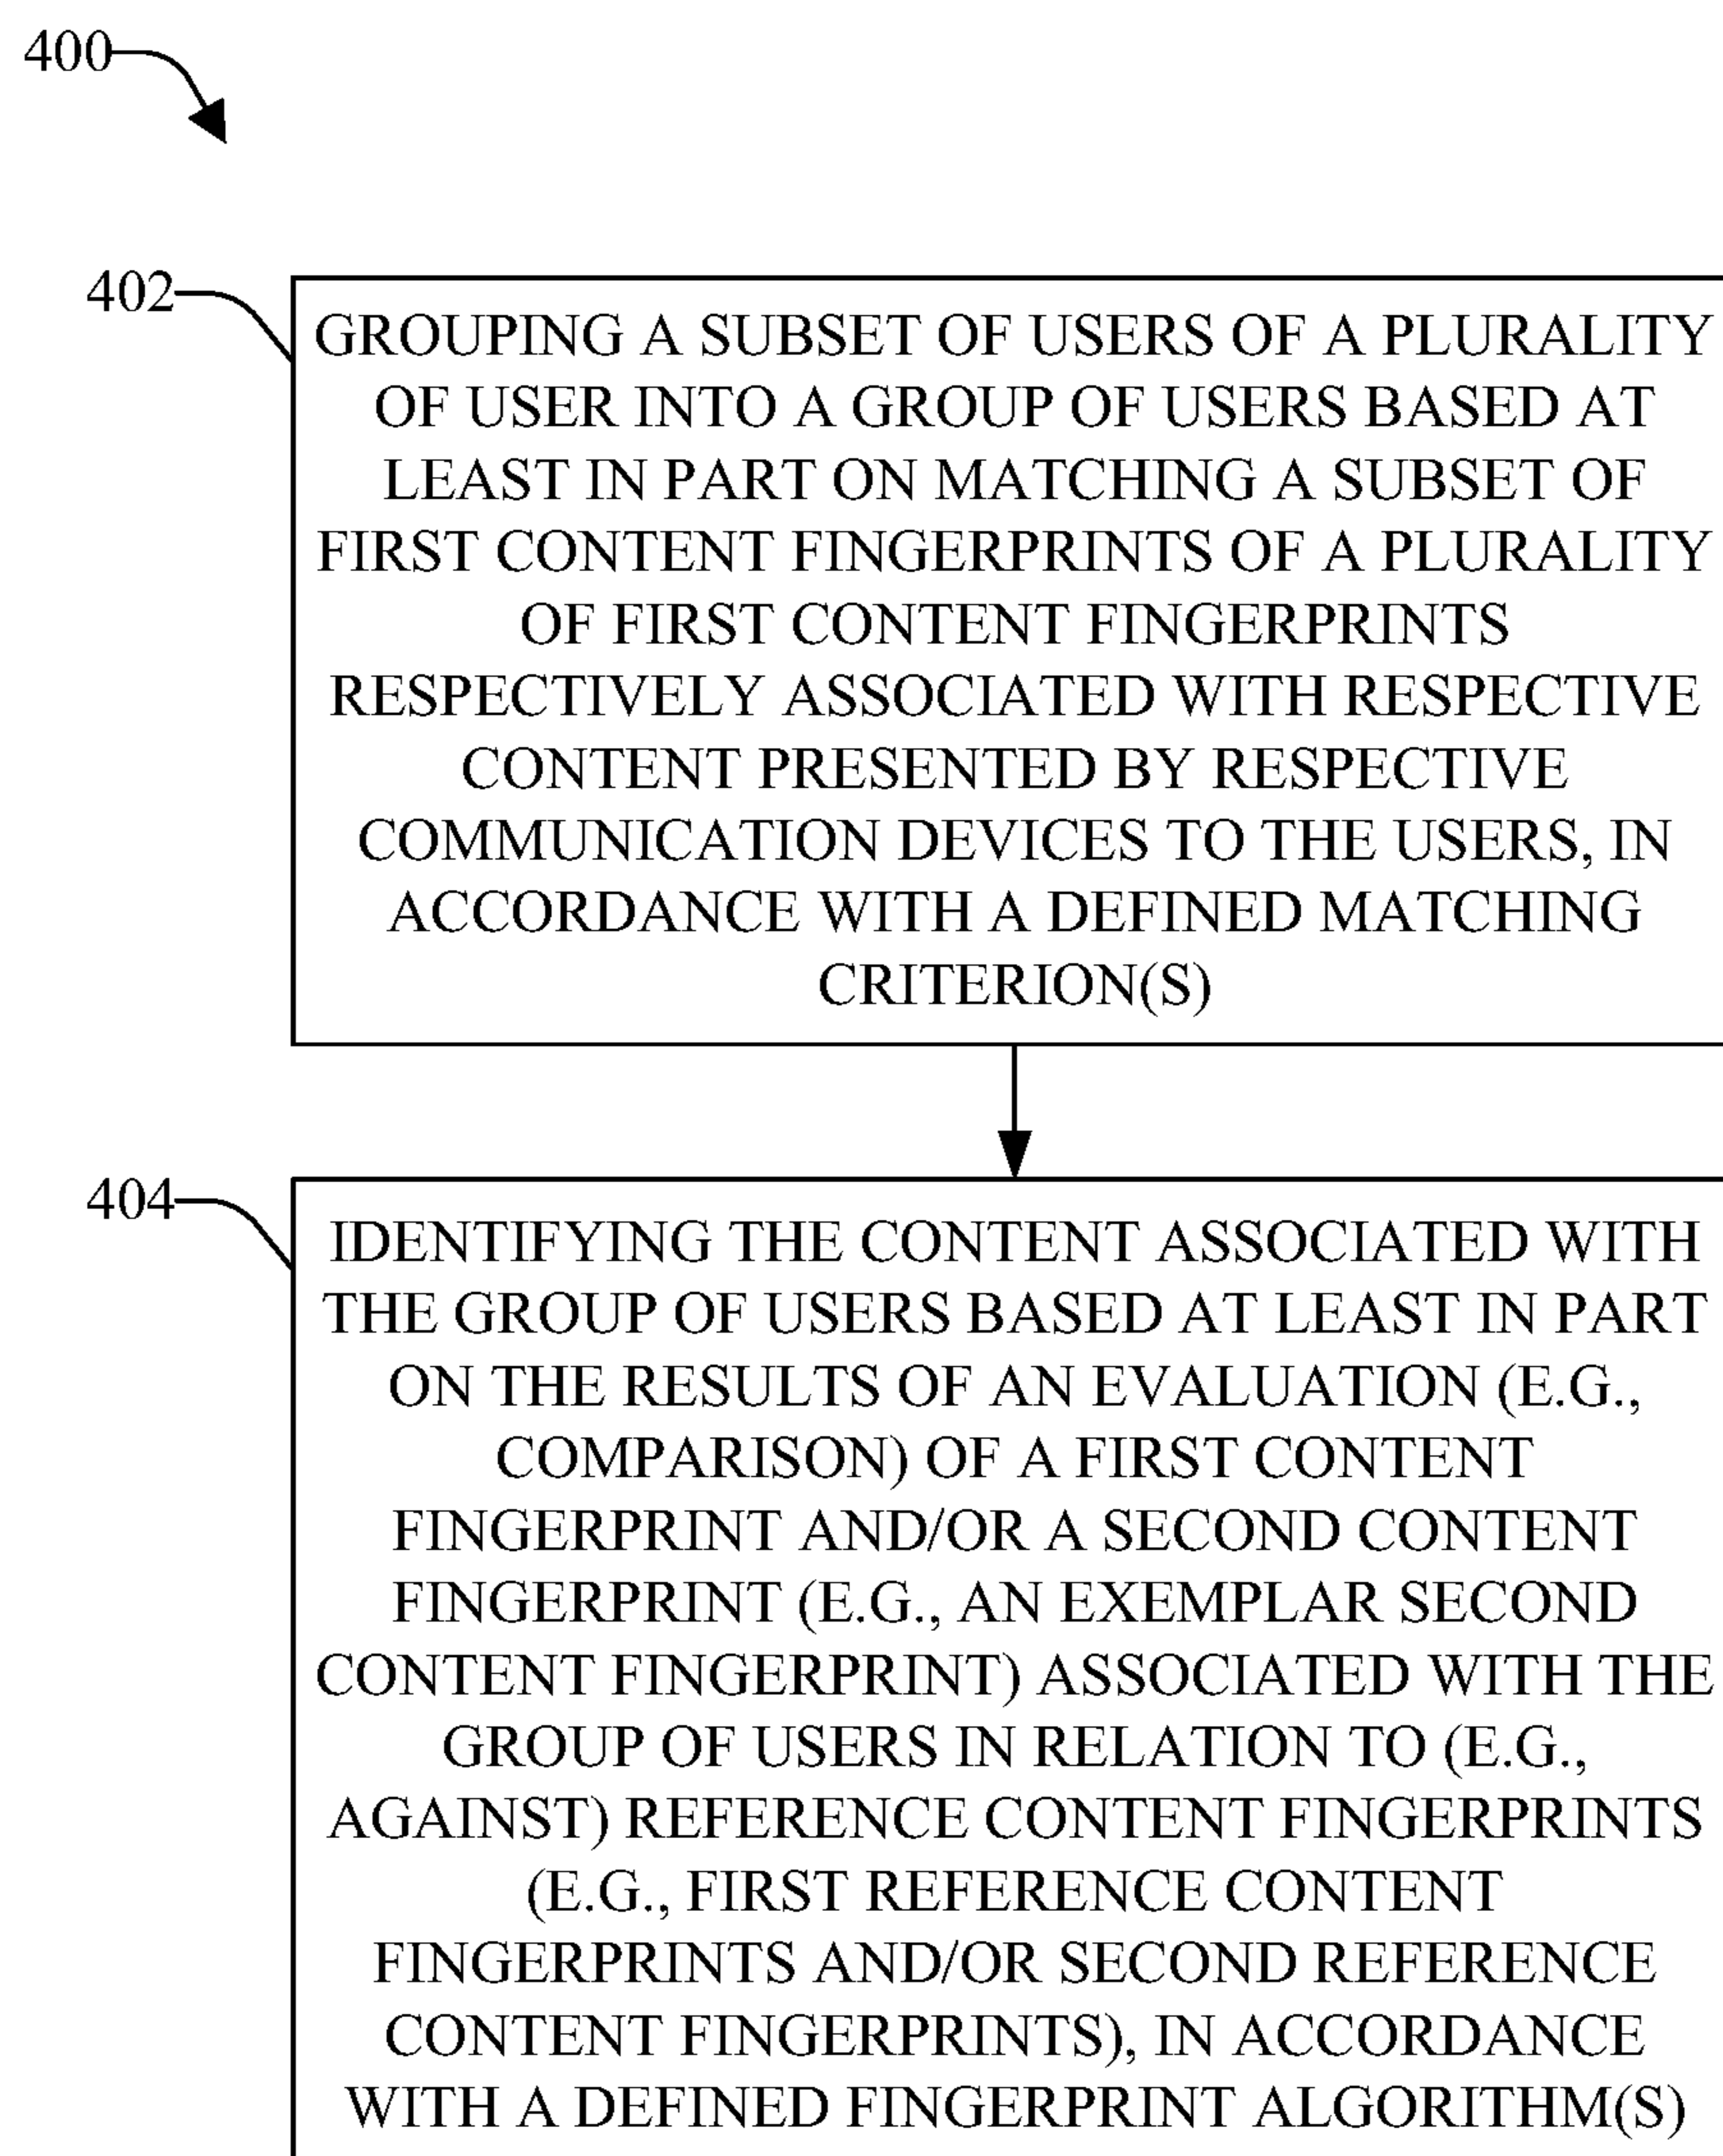 400
402
GROUPING A SUBSET OF USERS OF A PLURALITY
OF USER INTO A GROUP OF USERS BASED AT
LEAST IN PART ON MATCHING A SUBSET OF
FIRST CONTENT FINGERPRINTS OF A PLURALITY
OF FIRST CONTENT FINGERPRINTS
RESPECTIVELY ASSOCIATED WITH RESPECTIVE
CONTENT PRESENTED BY RESPECTIVE
COMMUNICATION DEVICES TO THE USERS, IN
ACCORDANCE WITH A DEFINED MATCHING
CRITERION(S)
404
IDENTIFYING THE CONTENT ASSOCIATED WITH
THE GROUP OF USERS BASED AT LEAST IN PART
ON THE RESULTS OF AN EVALUATION (E.G.,
COMPARISON) OF A FIRST CONTENT
FINGERPRINT AND/OR A SECOND CONTENT
FINGERPRINT (E.G., AN EXEMPLAR SECOND
CONTENT FINGERPRINT) ASSOCIATED WITH THE
GROUP OF USERS IN RELATION TO (E.G.,
AGAINST) REFERENCE CONTENT FINGERPRINTS
(E.G., FIRST REFERENCE CONTENT
FINGERPRINTS AND/OR SECOND REFERENCE
CONTENT FINGERPRINTS), IN ACCORDANCE
WITH A DEFINED FINGERPRINT ALGORITHM(S)